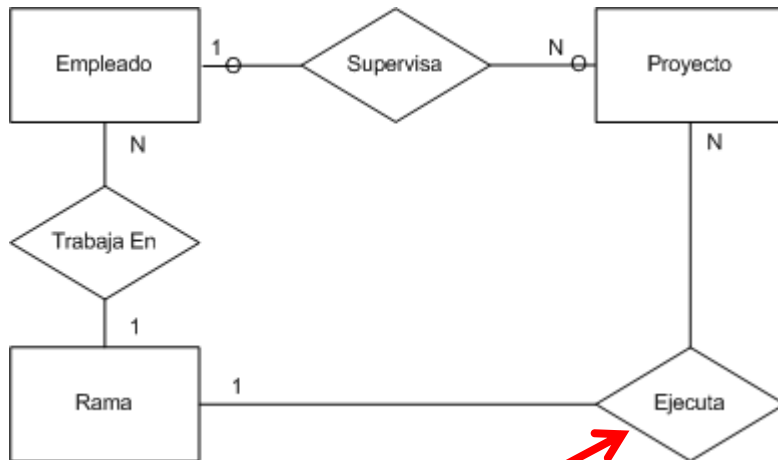 Empleado
1
Supervisa
N
Proyecto
N
N
Trabaja En
1
Rama
1
Ejecuta